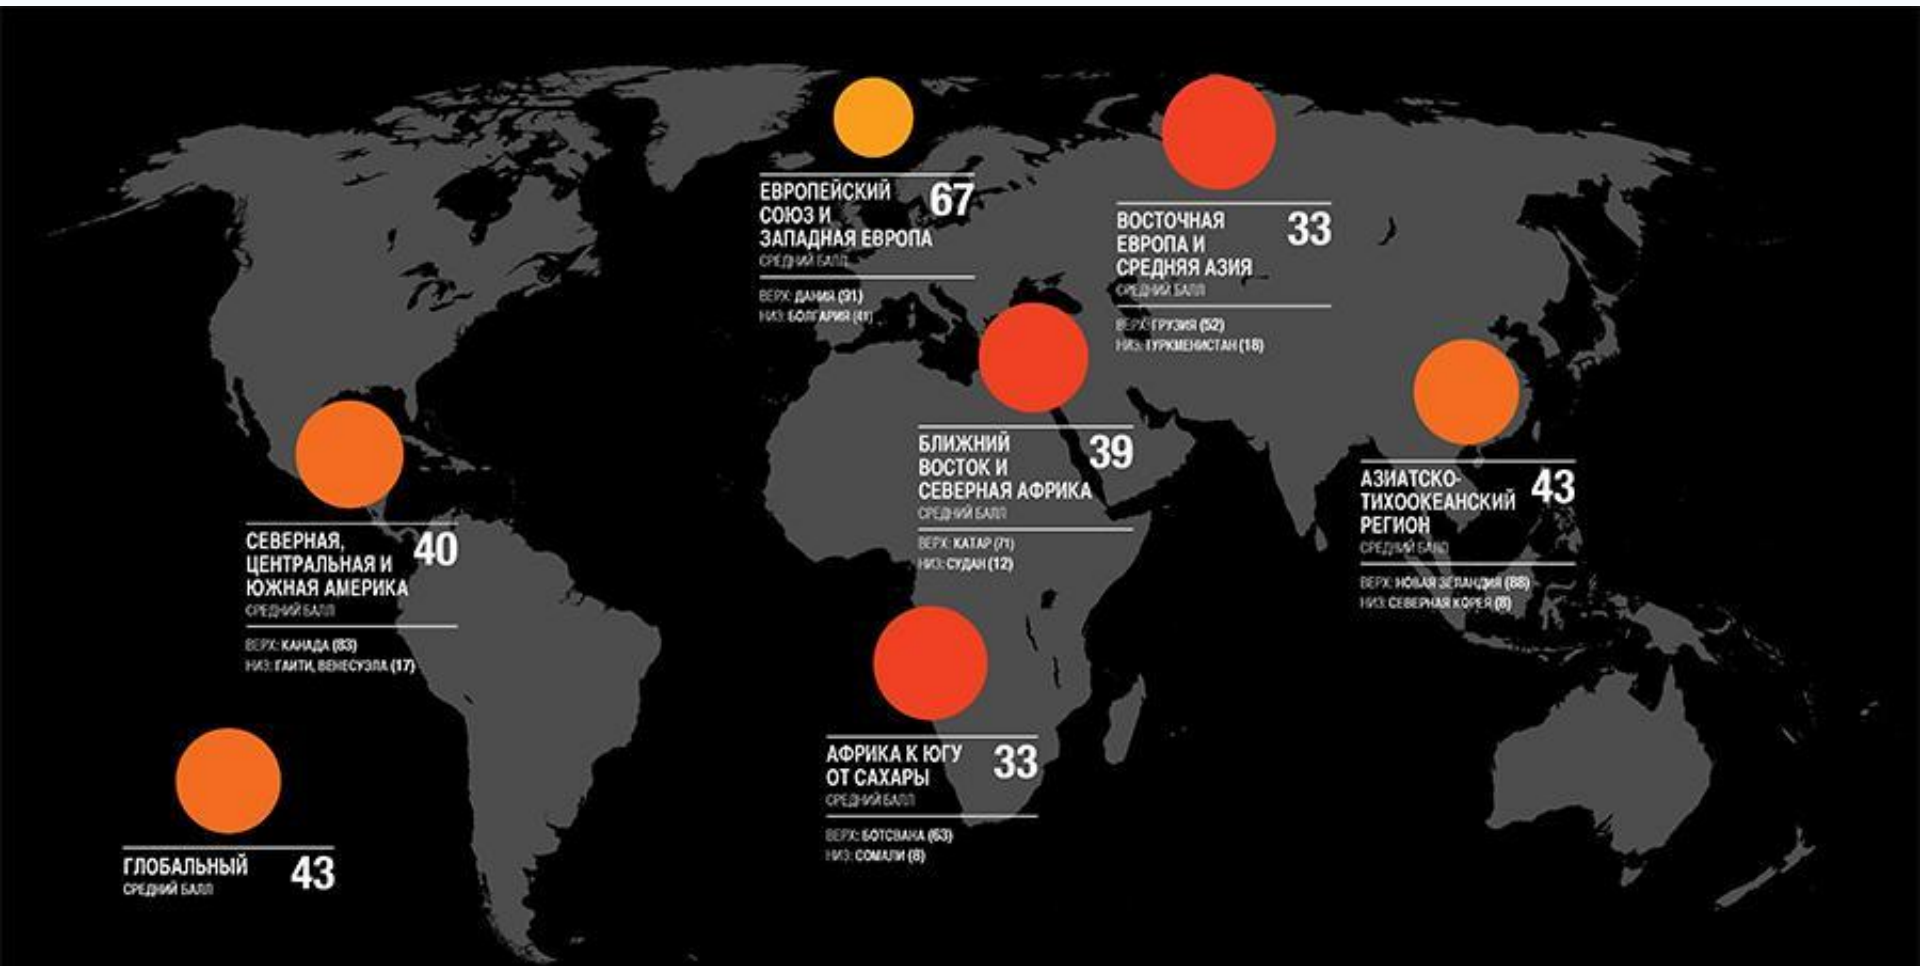 ЕВРОПЕЙСКИЙ
СОЮЗ И
ЗАПАДНАЯ ЕВРОПА
67
СРЕДНИЙ БАЛЛ
ВЕРХ: ДАНИЯ (91)
НИЗ: БОЛГАРИЯ (41)
ВОСТОЧНАЯ
ЕВРОПА И
СРЕДНЯЯ АЗИЯ
33
СРЕДНИЙ БАЛЛ
ВЕРХ: ГРУЗИЯ (52)
НИЗ: ТУРКМЕНИСТАН (18)
БЛИЖНИЙ
ВОСТОК И
СЕВЕРНАЯ АФРИКА
39
СРЕДНИЙ БАЛЛ
ВЕРХ: КАТАР (71)
НИЗ: СУДАН (12)
АЗИАТСКО-
ТИХООКЕАНСКИЙ
РЕГИОН
43
СРЕДНИЙ БАЛЛ
ВЕРХ: НОВАЯ ЗЕЛАНДИЯ (88)
НИЗ: СЕВЕРНАЯ КОРЕЯ (8)
СЕВЕРНАЯ,
ЦЕНТРАЛЬНАЯ И
ЮЖНАЯ АМЕРИКА
40
СРЕДНИЙ БАЛЛ
ВЕРХ: КАНАДА (83)
НИЗ: ГАИТИ, ВЕНЕСУЭЛА (17)
АФРИКА К ЮГУ
ОТ САХАРЫ
33
СРЕДНИЙ БАЛЛ
ВЕРХ: БОТСВАНА (63)
НИЗ: СОМАЛИ (8)
ГЛОБАЛЬНЫЙ
43
СРЕДНИЙ БАЛЛ